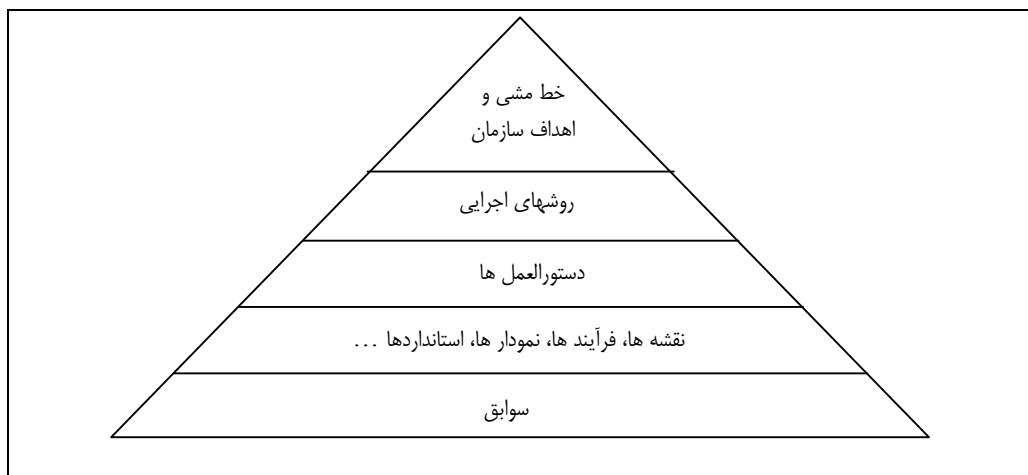 خط مشی و
اهداف سازمان
روشهای اجرایی
دستورالعمل ها
نقشه ها، فرآیند ها، نمودار ها، استانداردها ...
سوابق